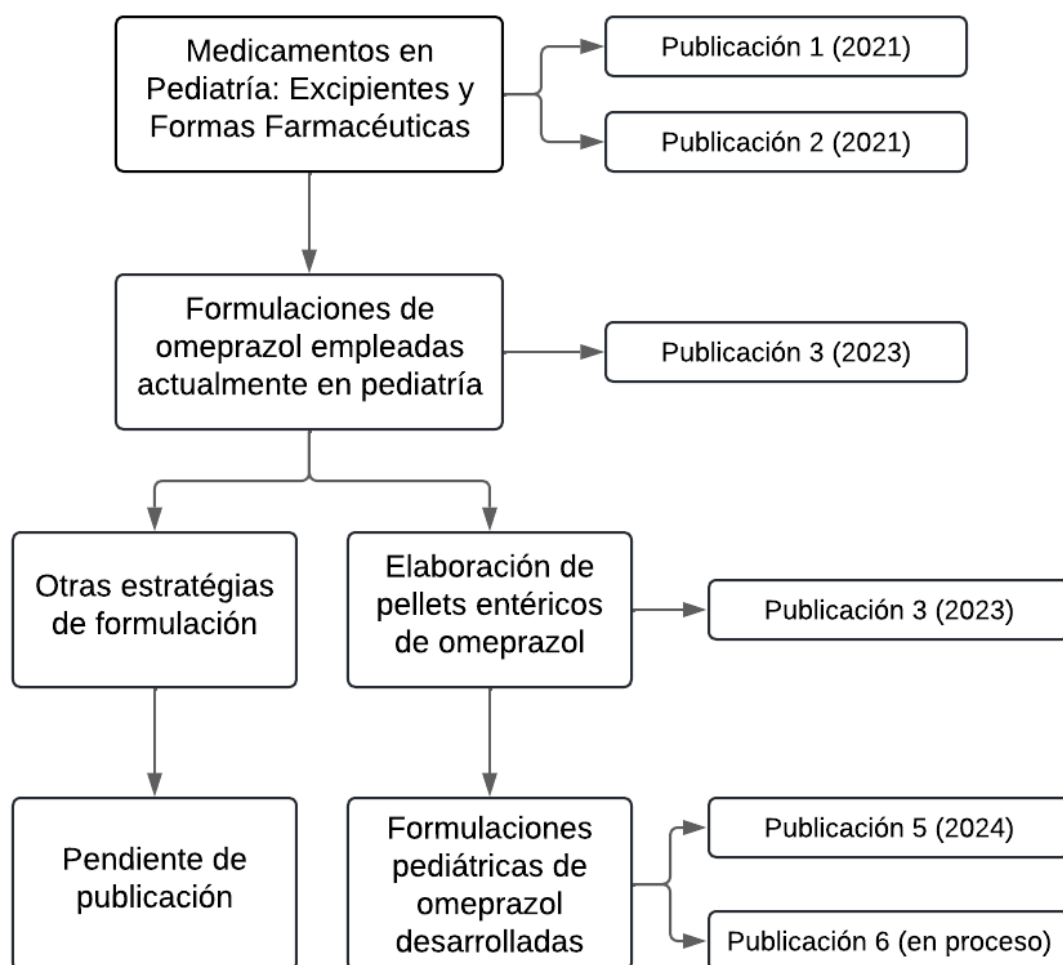 Medicamentos en
Pediatría: Excipientes y
Formas Farmacéuticas
Publicación 1 (2021)
Publicación 2 (2021)
Formulaciones de
omeprazol empleadas
actualmente en pediatría
Publicación 3 (2023)
Otras estratégias
de formulación
Elaboración de
pellets entéricos
de omeprazol
Publicación 3 (2023)
Pendiente de
publicación
Formulaciones
pediátricas de
omeprazol
desarrolladas
Publicación 5 (2024)
Publicación 6 (en proceso)